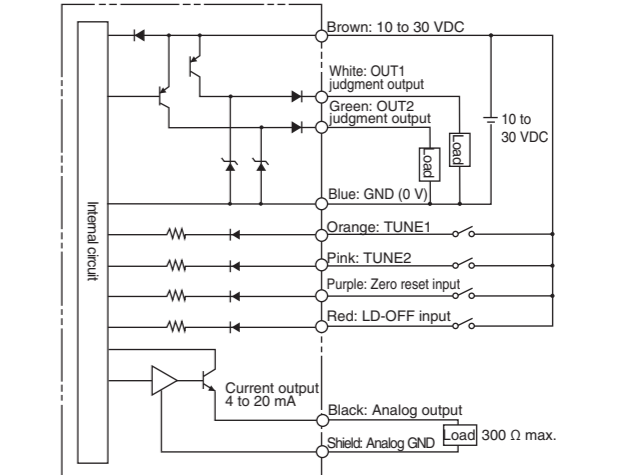 Brown: 10 to 30 VDC
White: OUT1
judgment output
Green: OUT2
judgment output
10 to
30 VDC
Load
Load
Blue: GND (0 V)
Internal circuit
Orange: TUNE1
Pink: TUNE2
Purple: Zero reset input
Red: LD-OFF input
Current output
4 to 20 mA
Black: Analog output
Load
300 Ω max.
Shield: Analog GND